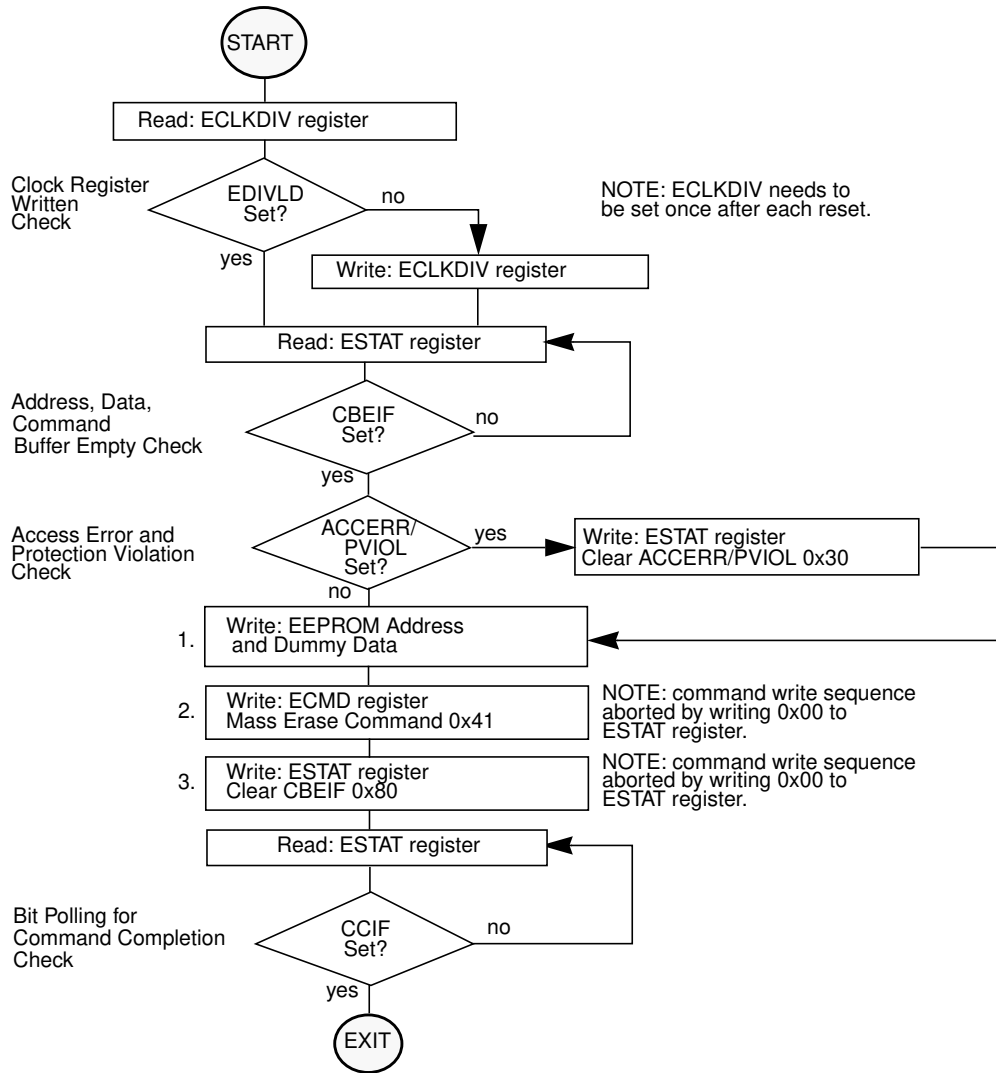 START
Read: ECLKDIV register
Clock Register
Written
Check
EDIVLD
Set?
no
yes
NOTE: ECLKDIV needs to
be set once after each reset.
Write: ECLKDIV register
Read: ESTAT register
Address, Data,
Command
Buffer Empty Check
CBEIF
Set?
no
yes
Access Error and
Protection Violation
Check
ACCERR/
PVIOL
Set?
yes
no
Write: ESTAT register
Clear ACCERR/PVIOL 0x30
1.
Write: EEPROM Address
and Dummy Data
2.
Write: ECMD register
Mass Erase Command 0x41
NOTE: command write sequence
aborted by writing 0x00 to
ESTAT register.
3.
Write: ESTAT register
Clear CBEIF 0x80
NOTE: command write sequence
aborted by writing 0x00 to
ESTAT register.
Read: ESTAT register
Bit Polling for
Command Completion
Check
CCIF
Set?
no
yes
EXIT